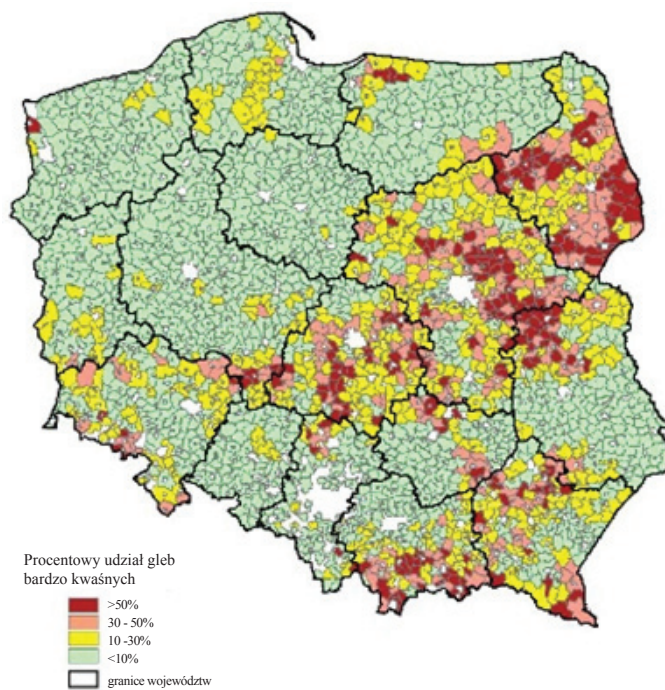 Procentowy udział gleb
bardzo kwaśnych
>50%
30 - 50%
10 -30%
<10%
granice województw